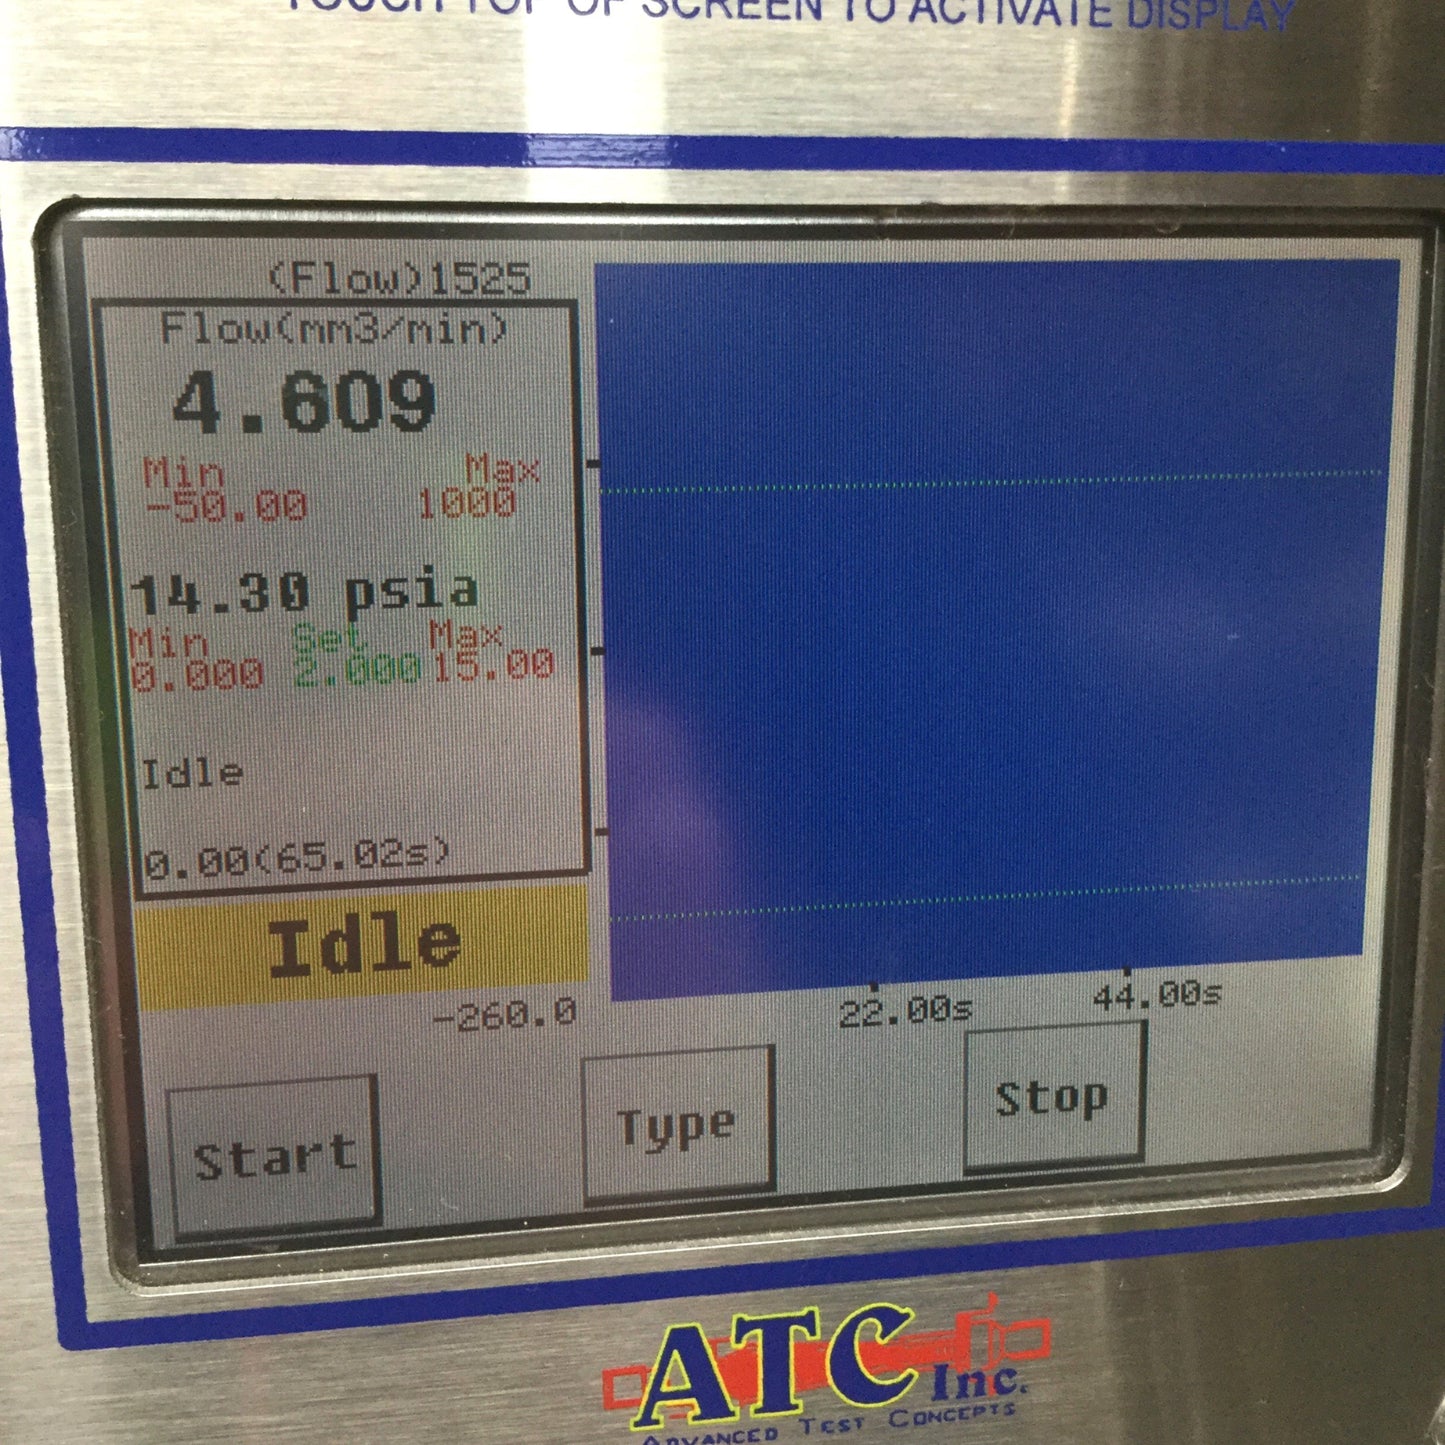 TOUCH TOP OF SCREEN TO ACTIVATE DISPLAY
(Flow)1525
Flow(mm3/min)
4.609
Min Max
-50.00 1000
14.30 psia
Min Set Max
0.000 2.000 15.00
Idle
0.00(65.02s)
Idle
-260.0 22.00s 44.00s
Start Type Stop
ATC Inc.
ADVANCED TEST CONCEPTS